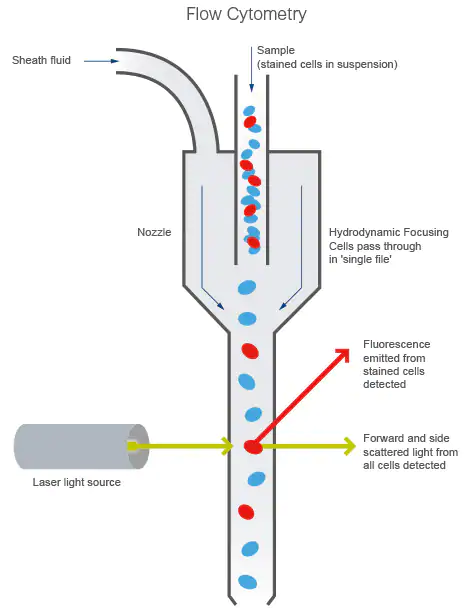 Flow Cytometry
Sheath fluid
Sample
(stained cells in suspension)
Nozzle
Hydrodynamic Focusing
Cells pass through
in 'single file'
Fluorescence
emitted from
stained cells
detected
Forward and side
scattered light from
all cells detected
Laser light source